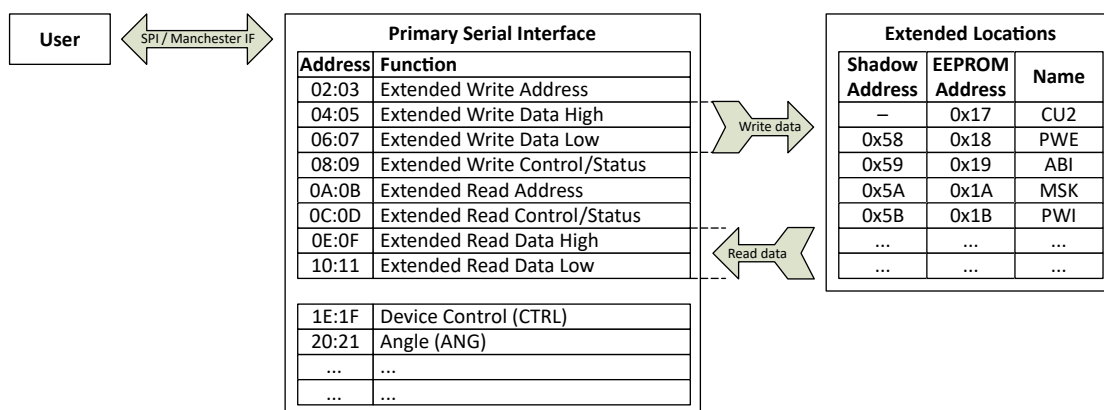 User
SPI / Manchester IF
Primary Serial Interface
Address Function
02:03 Extended Write Address
04:05 Extended Write Data High
06:07 Extended Write Data Low
08:09 Extended Write Control/Status
0A:0B Extended Read Address
0C:0D Extended Read Control/Status
0E:0F Extended Read Data High
10:11 Extended Read Data Low
1E:1F Device Control (CTRL)
20:21 Angle (ANG)
... ...
... ...
Write data
Read data
Extended Locations
Shadow Address EEPROM Address Name
– 0x17 CU2
0x58 0x18 PWE
0x59 0x19 ABI
0x5A 0x1A MSK
0x5B 0x1B PWI
... ... ...
... ... ...